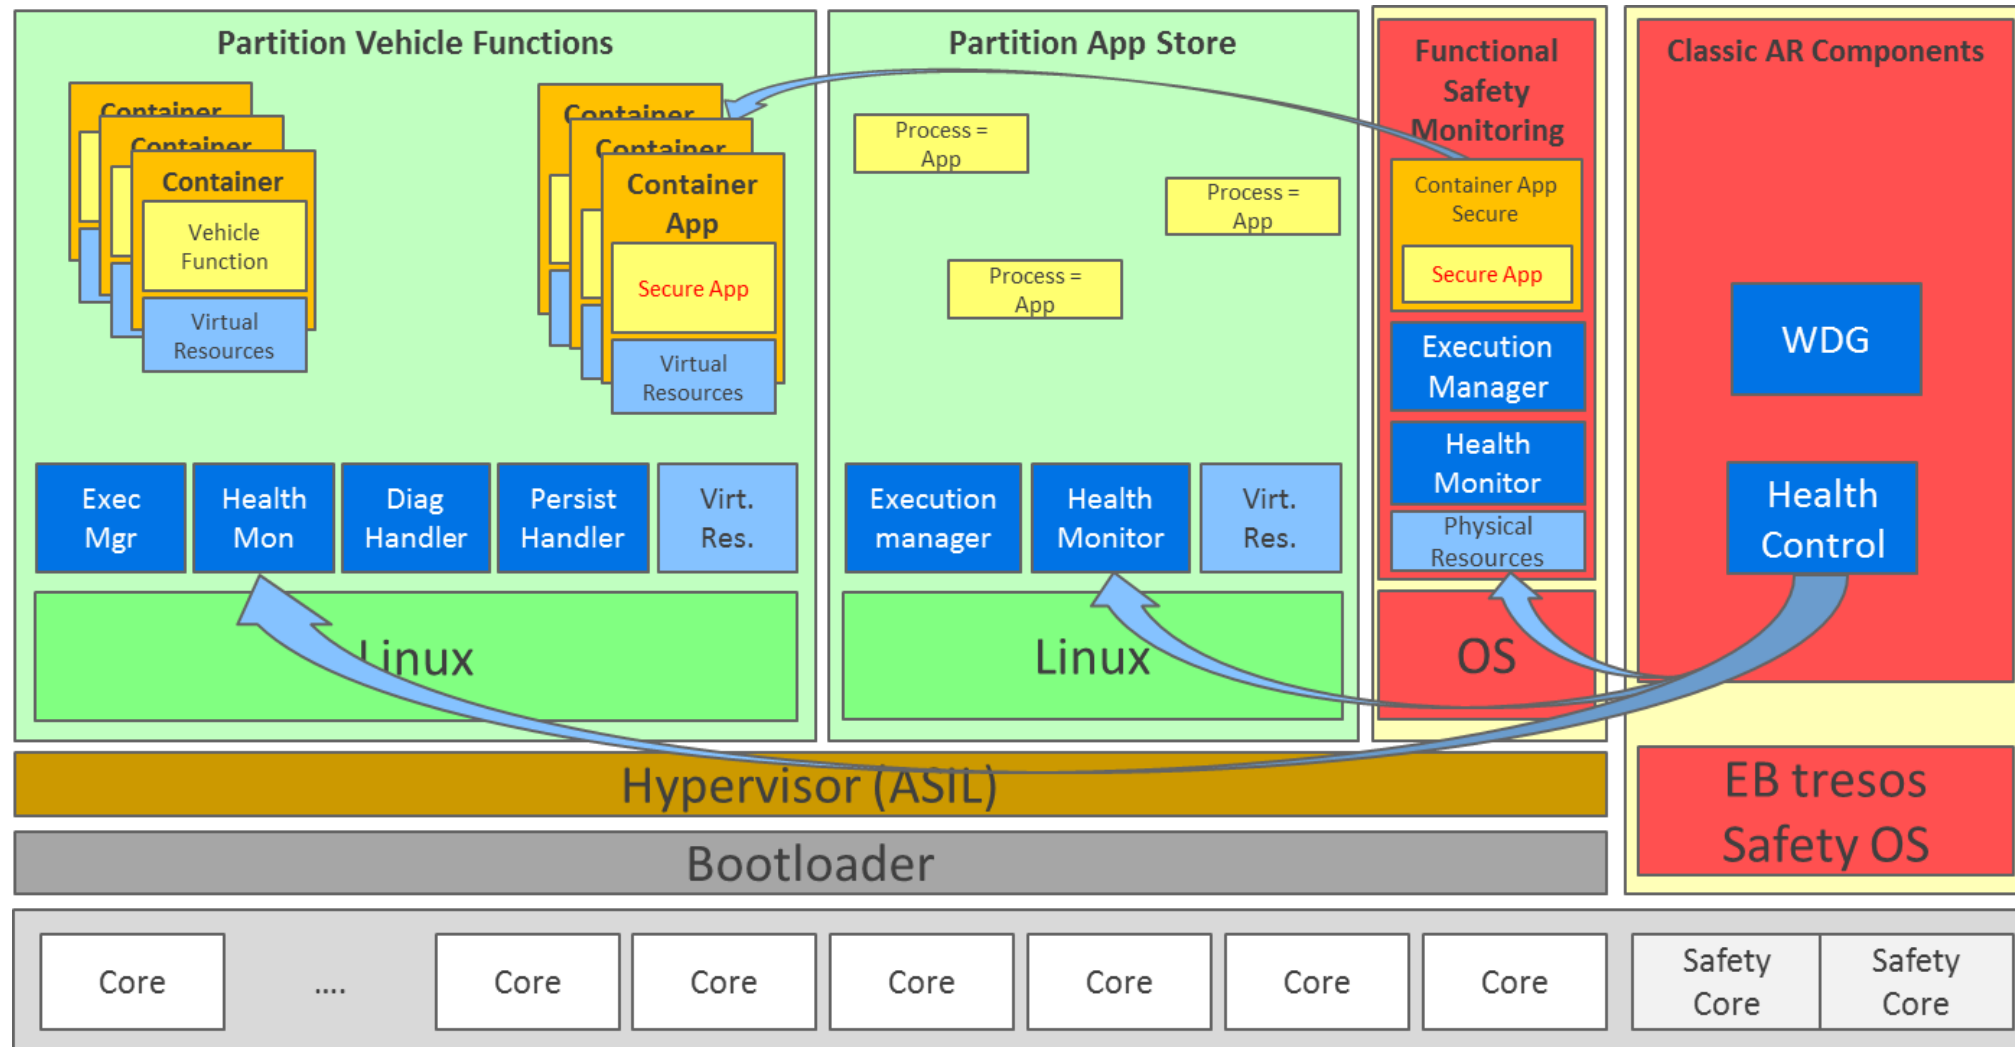 Partition Vehicle Functions
Container
Container
Container
Vehicle
Function
Virtual
Resources
Container
Container
Container
App
Secure App
Virtual
Resources
Exec
Mgr
Health
Mon
Diag
Handler
Persist
Handler
Virt.
Res.
Linux
Partition App Store
Process =
App
Process =
App
Process =
App
Execution
manager
Health
Monitor
Virt.
Res.
Linux
Functional
Safety
Monitoring
Container App
Secure
Secure App
Execution
Manager
Health
Monitor
Physical
Resources
OS
Classic AR Components
WDG
Health
Control
EB tresos
Safety OS
Hypervisor (ASIL)
Bootloader
Core
....
Core
Core
Core
Core
Core
Core
Safety
Core
Safety
Core